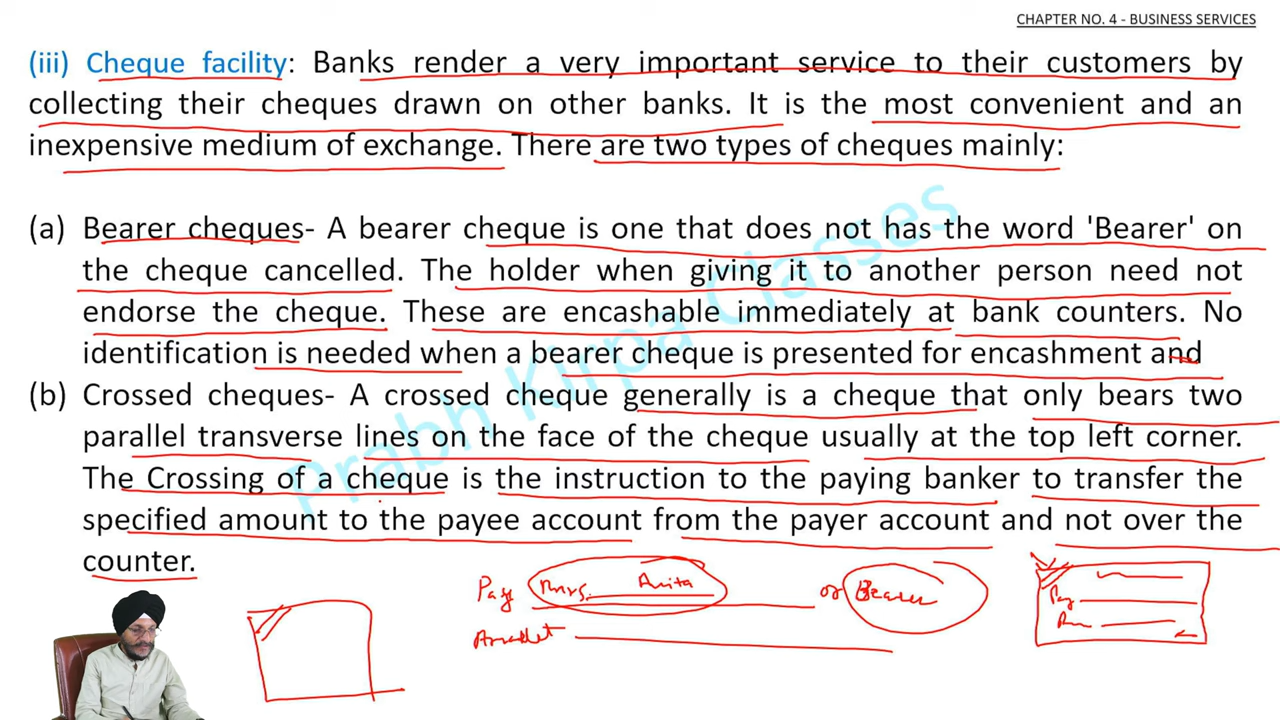 CHAPTER NO. 4 - BUSINESS SERVICES
(iii) Cheque facility: Banks render a very important service to their customers by
collecting their cheques drawn on other banks. It is the most convenient and an
inexpensive medium of exchange. There are two types of cheques mainly:
(a) Bearer cheques- A bearer cheque is one that does not has the word 'Bearer' on
the cheque cancelled. The holder when giving it to another person need not
endorse the cheque. These are encashable immediately at bank counters. No
identification is needed when a bearer cheque is presented for encashment and
(b) Crossed cheques- A crossed cheque generally is a cheque that only bears two
parallel transverse lines on the face of the cheque usually at the top left corner.
The Crossing of a cheque is the instruction to the paying banker to transfer the
specified amount to the payee account from the payer account and not over the
counter.
Prabh Kirpa Classes
Pay Mrs. Anita or Bearer
Pay